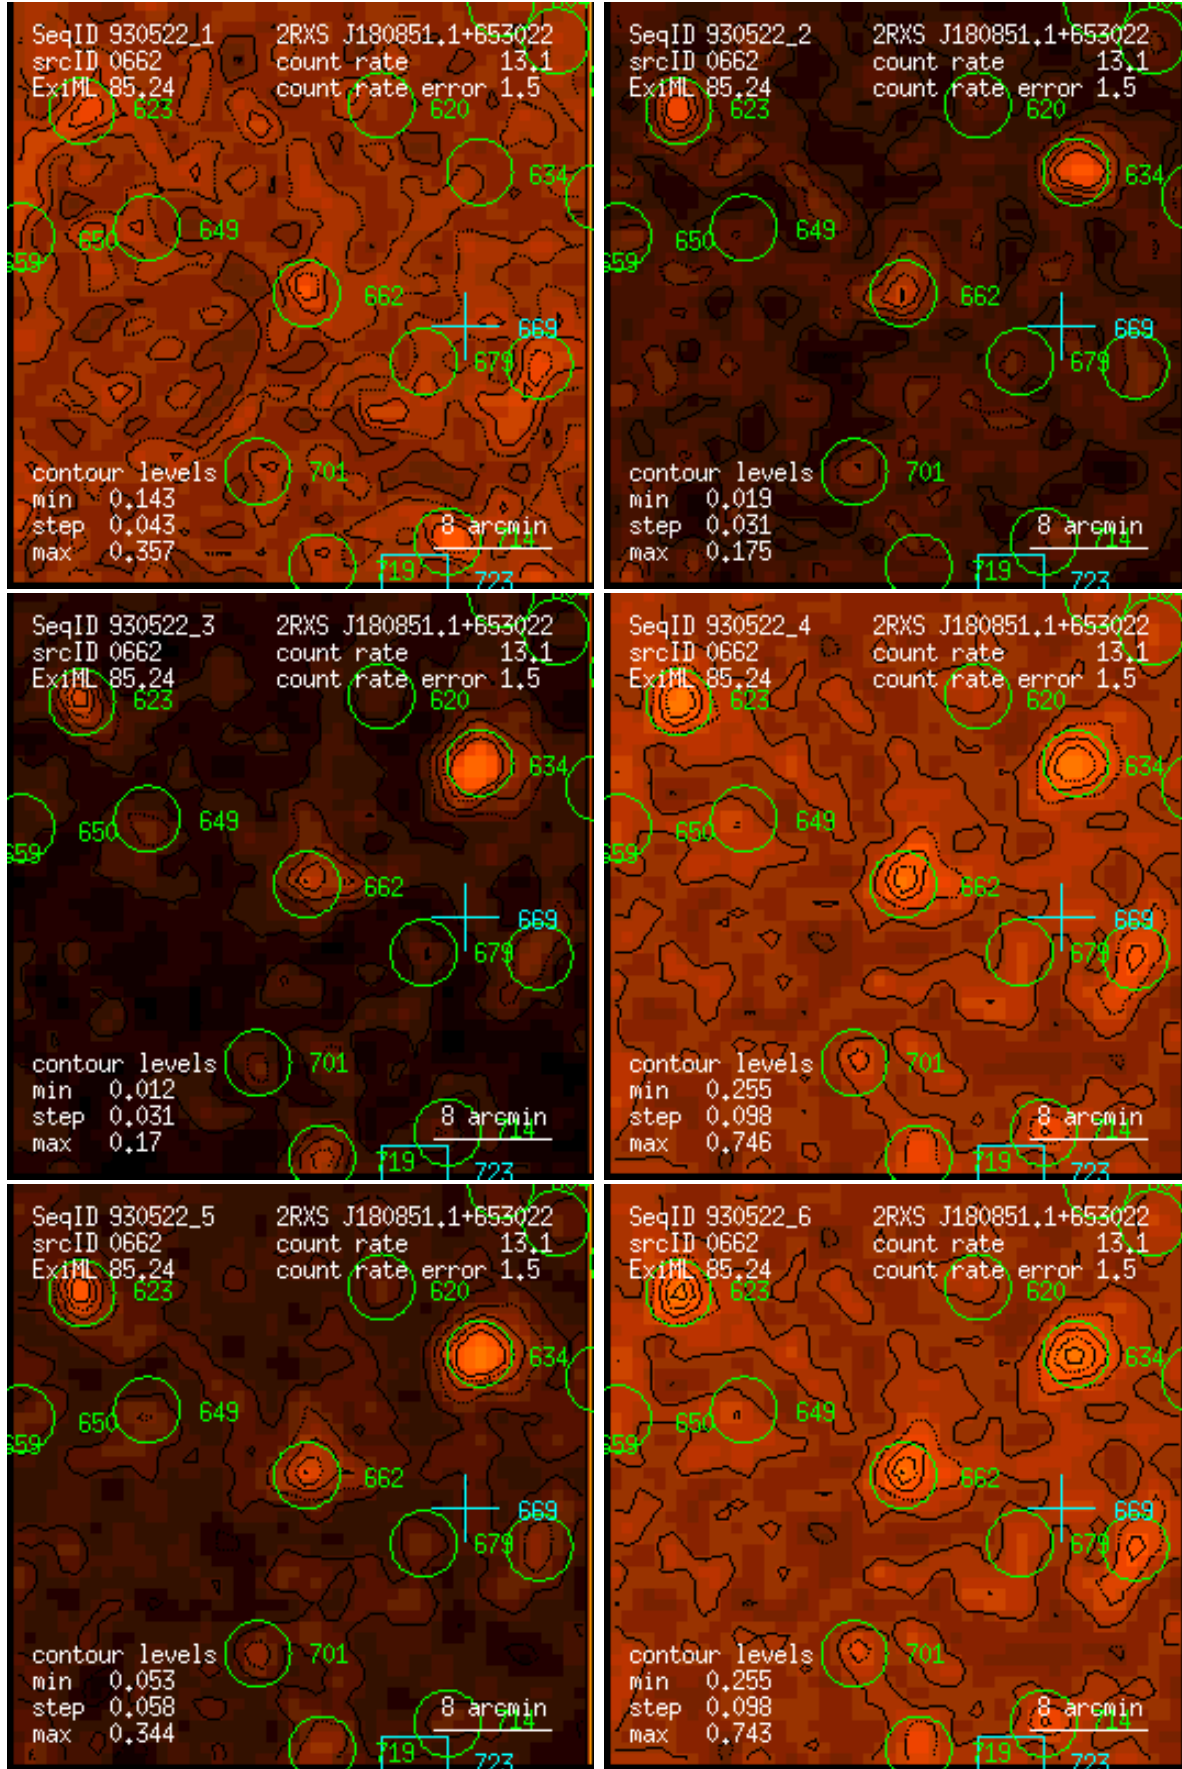 SeqID 930522_1 2RXS J180851.1+653022
srcID 0662 count rate 13.1
ExiML 85.24 count rate error 1.5
623 620
634
650 649
659
662
669
679
contour levels 701
min 0.143
step 0.043 8 arcmin 714
max 0.357 719 723
SeqID 930522_2 2RXS J180851.1+653022
srcID 0662 count rate 13.1
ExiML 85.24 count rate error 1.5
623 620
634
650 649
659
662
669
679
contour levels 701
min 0.019
step 0.031 8 arcmin 714
max 0.175 719 723
SeqID 930522_3 2RXS J180851.1+653022
srcID 0662 count rate 13.1
ExiML 85.24 count rate error 1.5
623 620
634
650 649
659
662
669
679
contour levels 701
min 0.012
step 0.031 8 arcmin 714
max 0.17 719 723
SeqID 930522_4 2RXS J180851.1+653022
srcID 0662 count rate 13.1
ExiML 85.24 count rate error 1.5
623 620
634
650 649
659
662
669
679
contour levels 701
min 0.255
step 0.098 8 arcmin 714
max 0.746 719 723
SeqID 930522_5 2RXS J180851.1+653022
srcID 0662 count rate 13.1
ExiML 85.24 count rate error 1.5
623 620
634
650 649
659
662
669
679
contour levels 701
min 0.053
step 0.058 8 arcmin 714
max 0.344 719 723
SeqID 930522_6 2RXS J180851.1+653022
srcID 0662 count rate 13.1
ExiML 85.24 count rate error 1.5
623 620
634
650 649
659
662
669
679
contour levels 701
min 0.255
step 0.098 8 arcmin 714
max 0.743 719 723